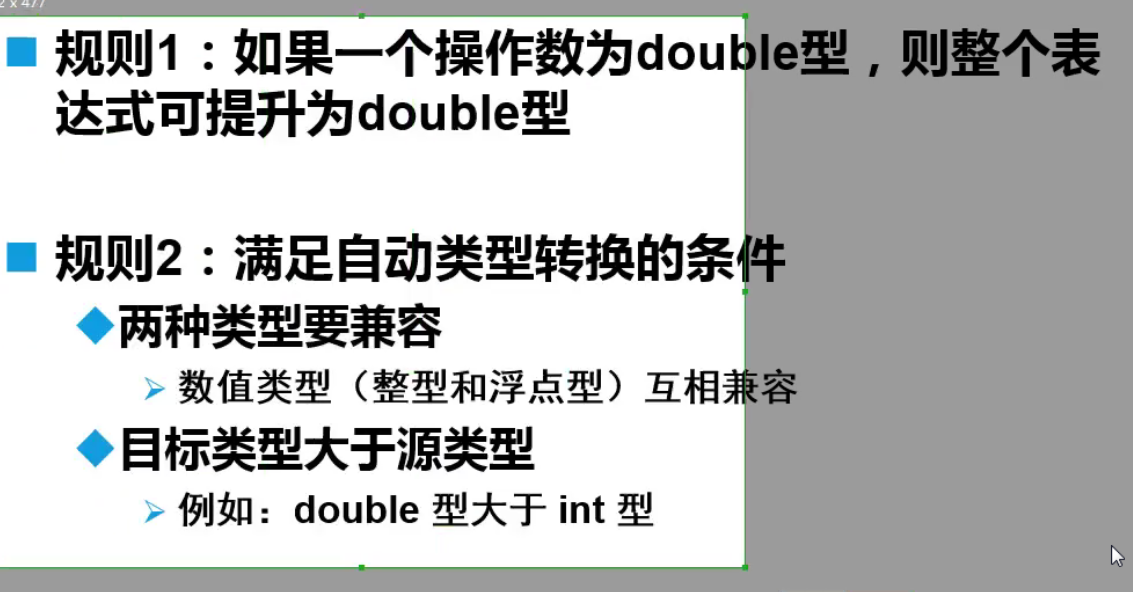 2 x 477
规则1：如果一个操作数为double型，则整个表
达式可提升为double型
规则2：满足自动类型转换的条件
两种类型要兼容
数值类型（整型和浮点型）互相兼容
目标类型大于源类型
例如：double 型大于 int 型